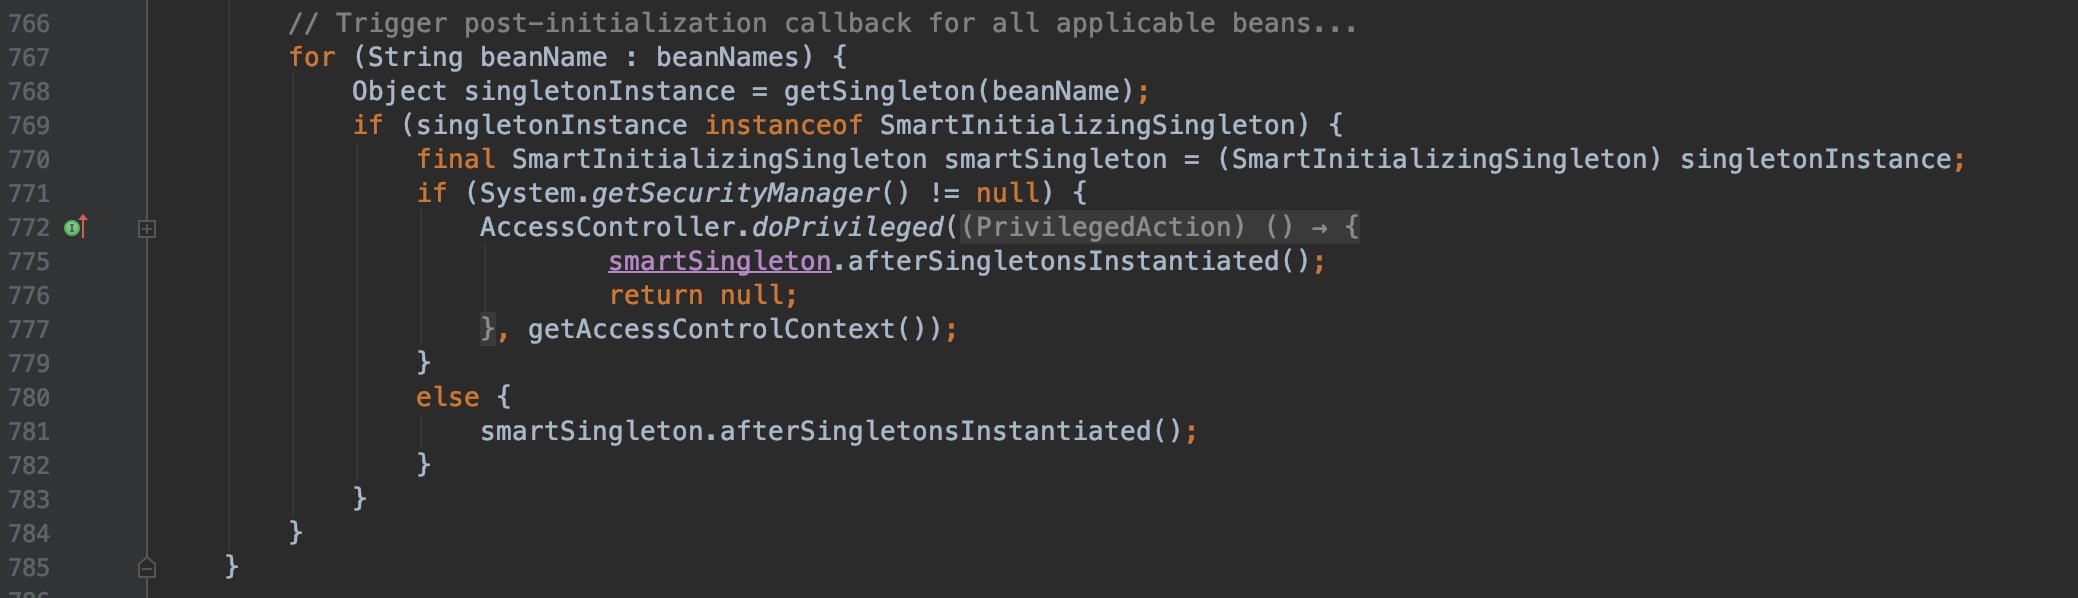 766 // Trigger post-initialization callback for all applicable beans...
767 for (String beanName : beanNames) {
768 Object singletonInstance = getSingleton(beanName);
769 if (singletonInstance instanceof SmartInitializingSingleton) {
770 final SmartInitializingSingleton smartSingleton = (SmartInitializingSingleton) singletonInstance;
771 if (System.getSecurityManager() != null) {
772 AccessController.doPrivileged((PrivilegedAction) () → {
775 smartSingleton.afterSingletonsInstantiated();
776 return null;
777 }, getAccessControlContext());
779 }
780 else {
781 smartSingleton.afterSingletonsInstantiated();
782 }
783 }
784 }
785 }